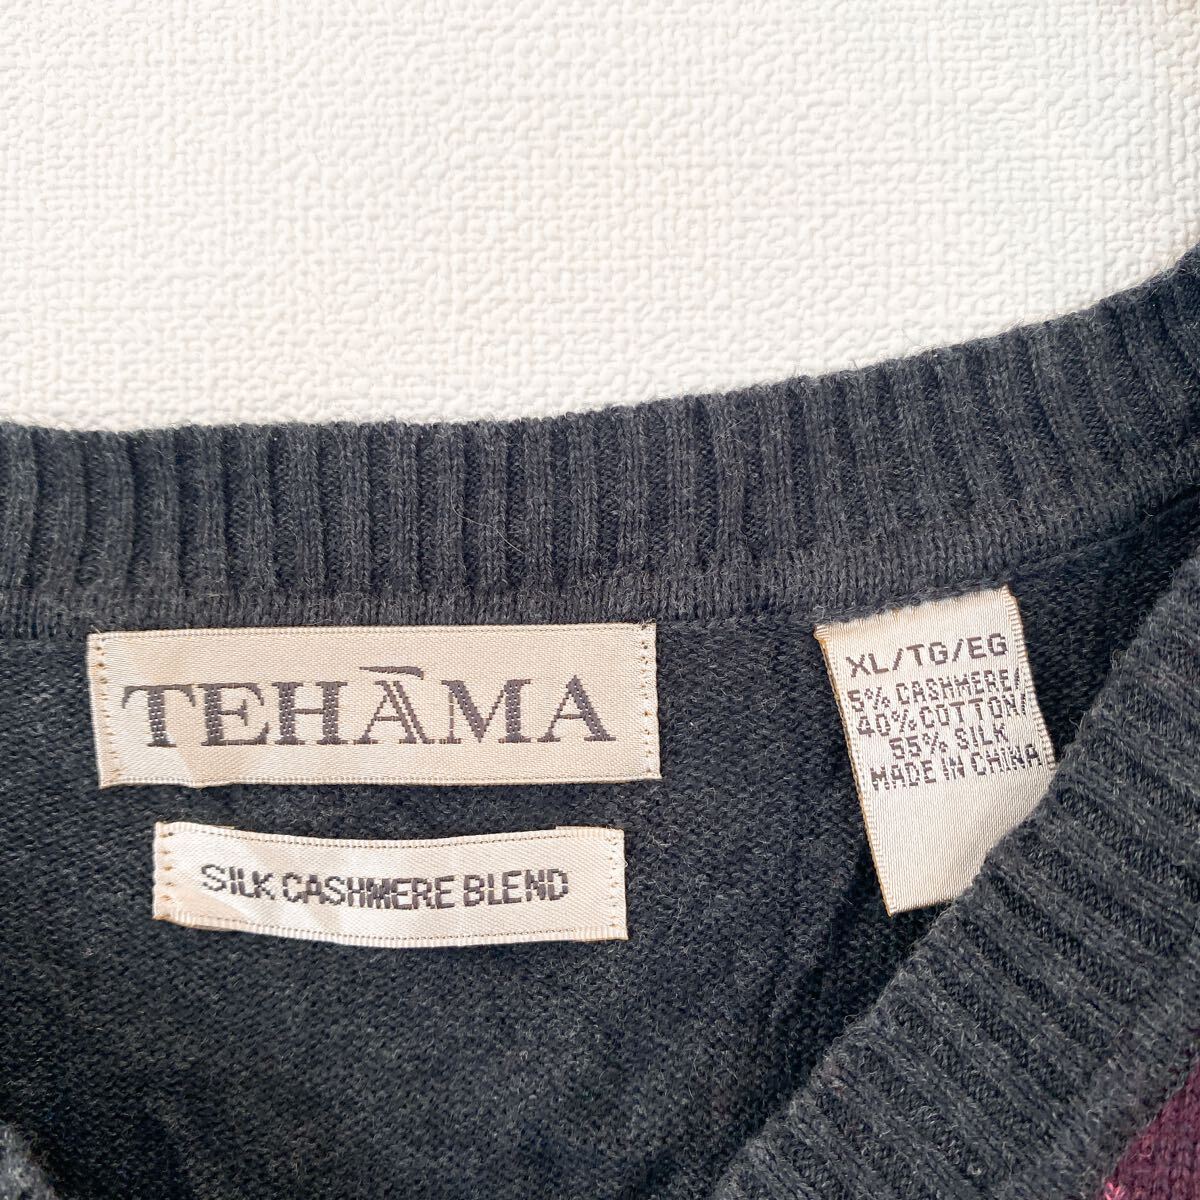 TEHĀMA
SILK CASHMERE BLEND
XL/TG/EG
5% CASHMERE/
40% COTTON/
55% SILK
MADE IN CHINA